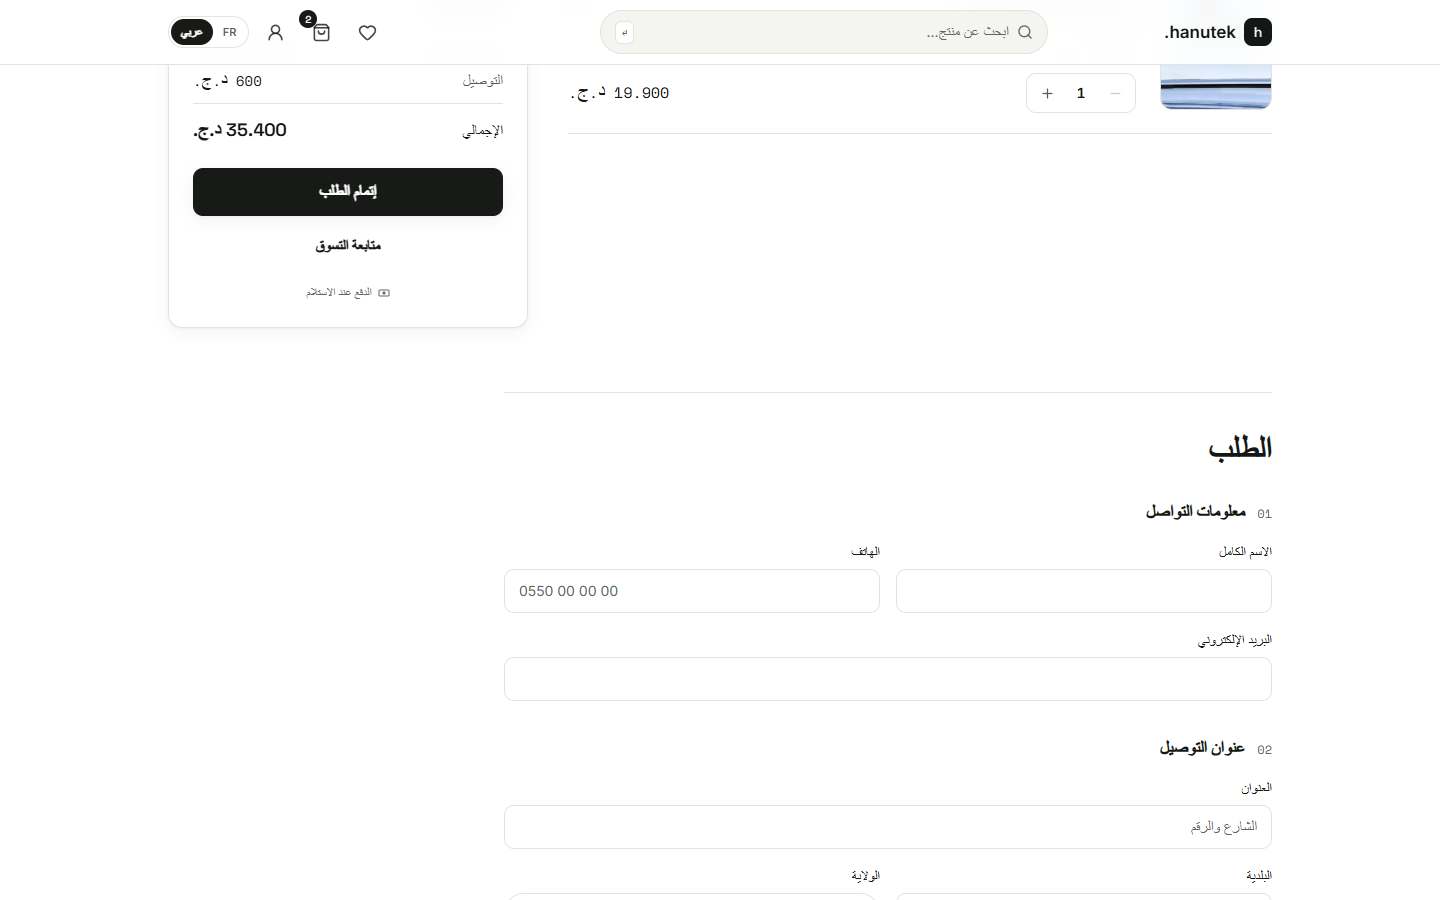 hanutek.
h
ابحث عن منتج...
↵
2
عربي
FR
1
19.900 د.ج.
التوصيل
600 د.ج.
الإجمالي
35.400 د.ج.
إتمام الطلب
متابعة التسوق
الدفع عند الاستلام
الطلب
01 معلومات التواصل
الاسم الكامل
الهاتف
0550 00 00 00
البريد الإلكتروني
02 عنوان التوصيل
العنوان
الشارع والرقم
البلدية
الولاية